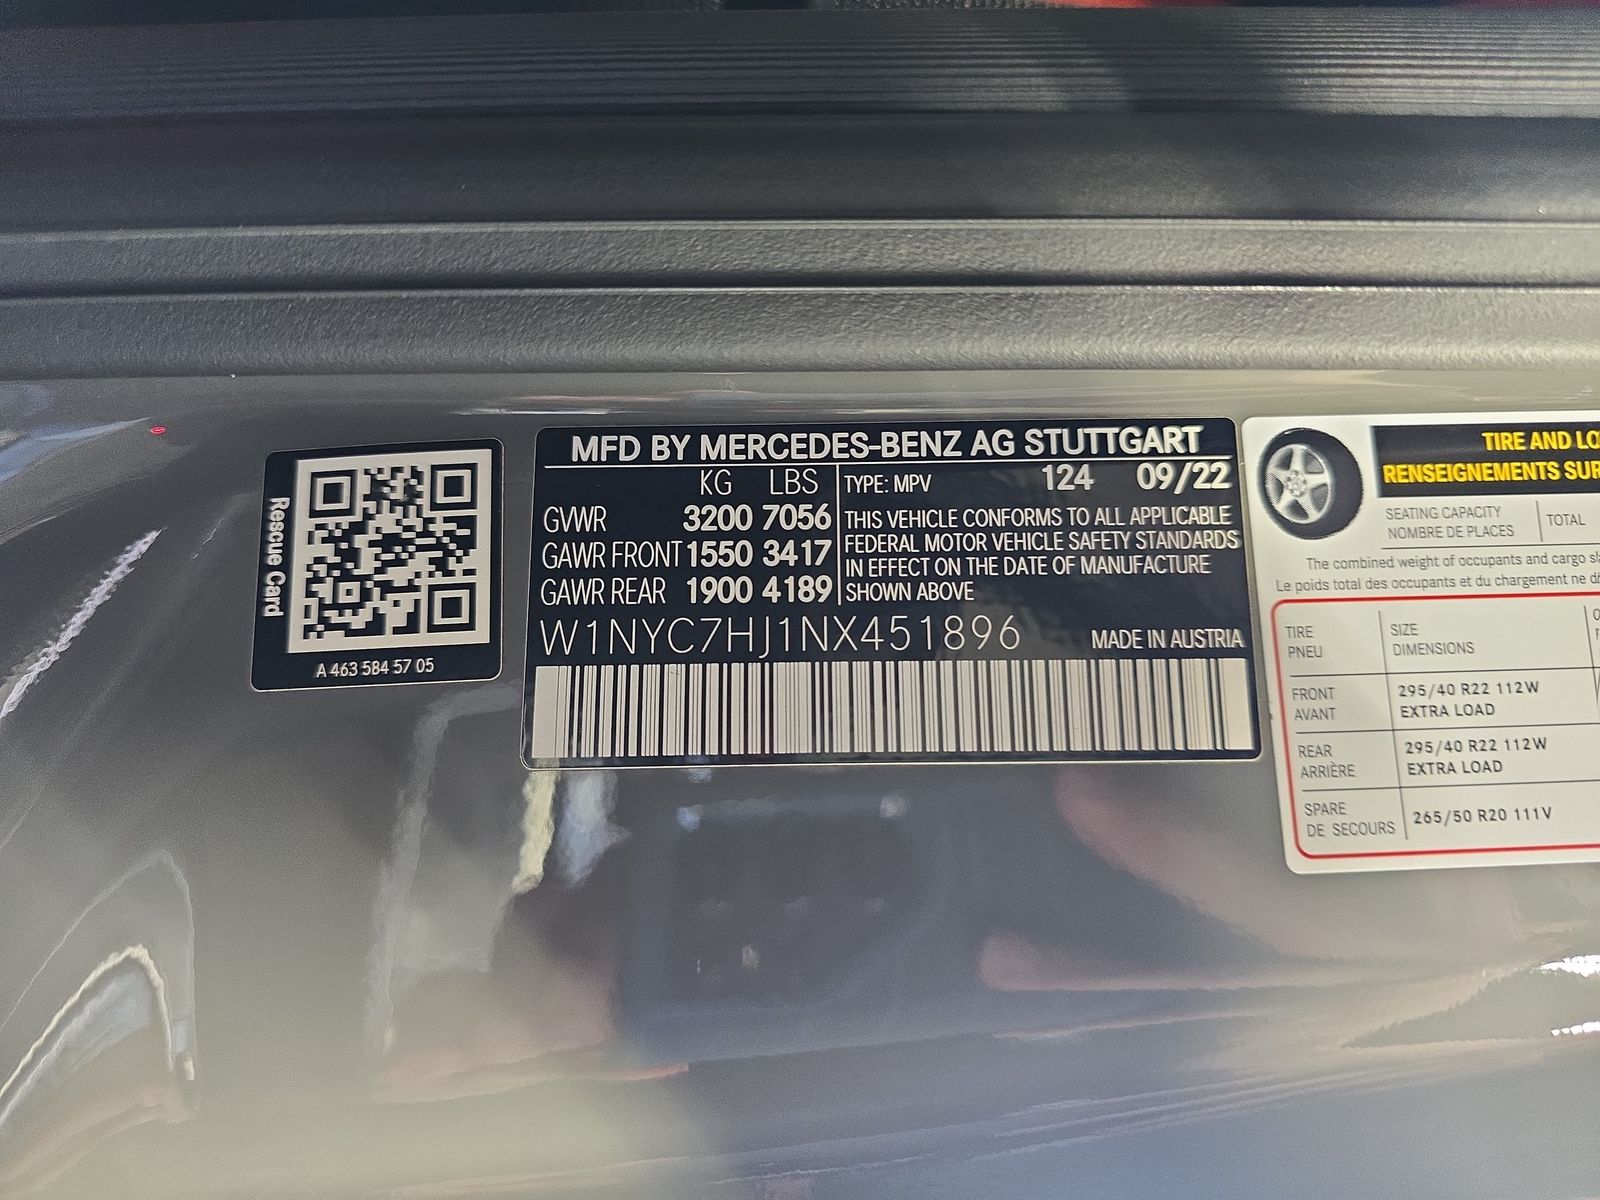 Rescue Card
A 463 584 57 05
MFD BY MERCEDES-BENZ AG STUTTGART
KG LBS
GVWR 3200 7056
GAWR FRONT 1550 3417
GAWR REAR 1900 4189
TYPE: MPV 124 09/22
THIS VEHICLE CONFORMS TO ALL APPLICABLE
FEDERAL MOTOR VEHICLE SAFETY STANDARDS
IN EFFECT ON THE DATE OF MANUFACTURE
SHOWN ABOVE
W1NYC7HJ1NX451896 MADE IN AUSTRIA
TIRE AND
RENSEIGNEMENTS SUR
SEATING CAPACITY
NOMBRE DE PLACES
TOTAL
The combined weight of occupants and cargo
Le poids total des occupants et du chargement ne
TIRE
PNEU
SIZE
DIMENSIONS
FRONT
AVANT
295/40 R22 112W
EXTRA LOAD
REAR
ARRIÈRE
295/40 R22 112W
EXTRA LOAD
SPARE
DE SECOURS
265/50 R20 111V